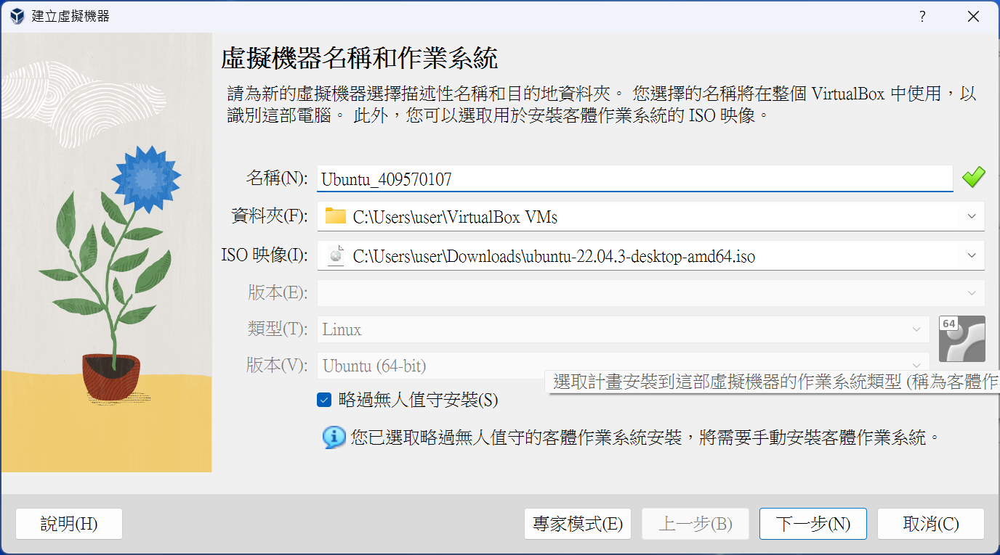 建立虛擬機器
?
虛擬機器名稱和作業系統
請為新的虛擬機器選擇描述性名稱和目的地資料夾。 您選擇的名稱將在整個 VirtualBox 中使用，以
識別這部電腦。 此外，您可以選取用於安裝客體作業系統的 ISO 映像。
名稱(N): Ubuntu_409570107
資料夾(F): C:\Users\user\VirtualBox VMs
ISO 映像(I): C:\Users\user\Downloads\ubuntu-22.04.3-desktop-amd64.iso
版本(E):
類型(T): Linux
64
版本(V): Ubuntu (64-bit)
選取計畫安裝到這部虛擬機器的作業系統類型 (稱為客體作
略過無人值守安裝(S)
您已選取略過無人值守的客體作業系統安裝，將需要手動安裝客體作業系統。
說明(H) 專家模式(E) 上一步(B) 下一步(N) 取消(C)